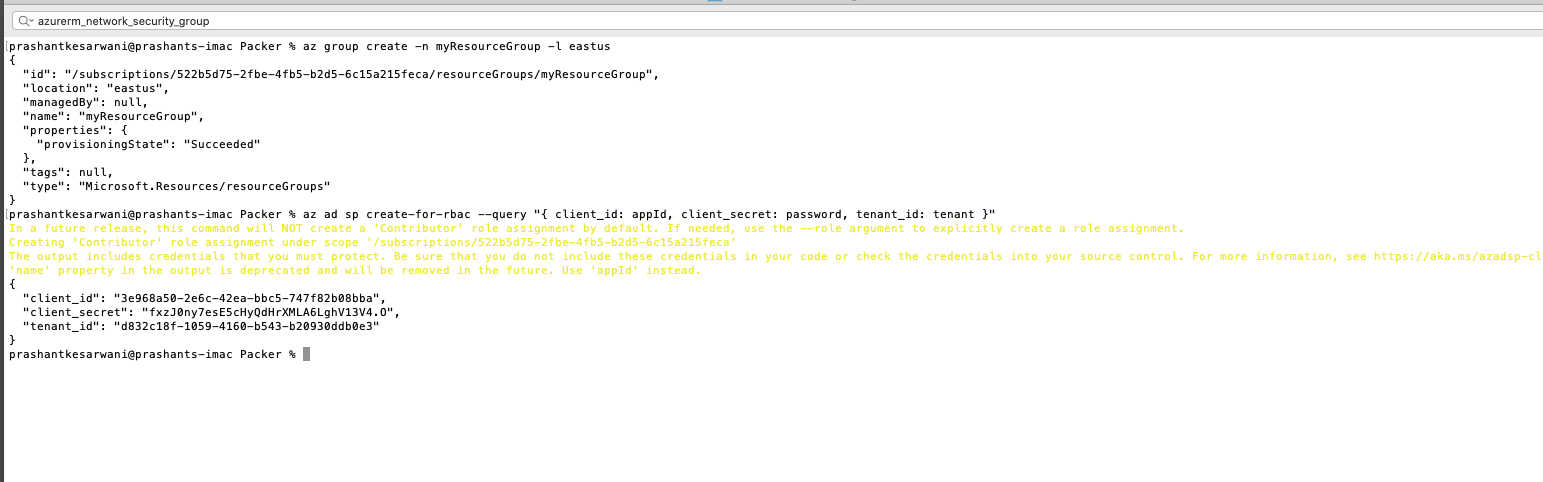 azurerm_network_security_group
[prashantkesarwani@prashants-imac Packer % az group create -n myResourceGroup -l eastus
{
  "id": "/subscriptions/522b5d75-2fbe-4fb5-b2d5-6c15a215feca/resourceGroups/myResourceGroup",
  "location": "eastus",
  "managedBy": null,
  "name": "myResourceGroup",
  "properties": {
    "provisioningState": "Succeeded"
  },
  "tags": null,
  "type": "Microsoft.Resources/resourceGroups"
}
[prashantkesarwani@prashants-imac Packer % az ad sp create-for-rbac --query "{ client_id: appId, client_secret: password, tenant_id: tenant }"
In a future release, this command will NOT create a 'Contributor' role assignment by default. If needed, use the --role argument to explicitly create a role assignment.
Creating 'Contributor' role assignment under scope '/subscriptions/522b5d75-2fbe-4fb5-b2d5-6c15a215feca'
The output includes credentials that you must protect. Be sure that you do not include these credentials in your code or check the credentials into your source control. For more information, see https://aka.ms/azadsp-cl
'name' property in the output is deprecated and will be removed in the future. Use 'appId' instead.
{
  "client_id": "3e968a50-2e6c-42ea-bbc5-747f82b08bba",
  "client_secret": "fxzJ0ny7esE5cHyQdHrXMLA6LghV13V4.O",
  "tenant_id": "d832c18f-1059-4160-b543-b20930ddb0e3"
}
prashantkesarwani@prashants-imac Packer %